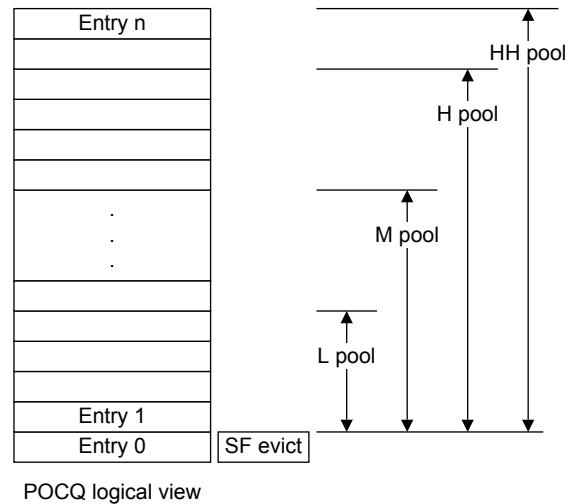 Entry n
HH pool
H pool
.
.
.
M pool
L pool
Entry 1
Entry 0
SF evict
POCQ logical view